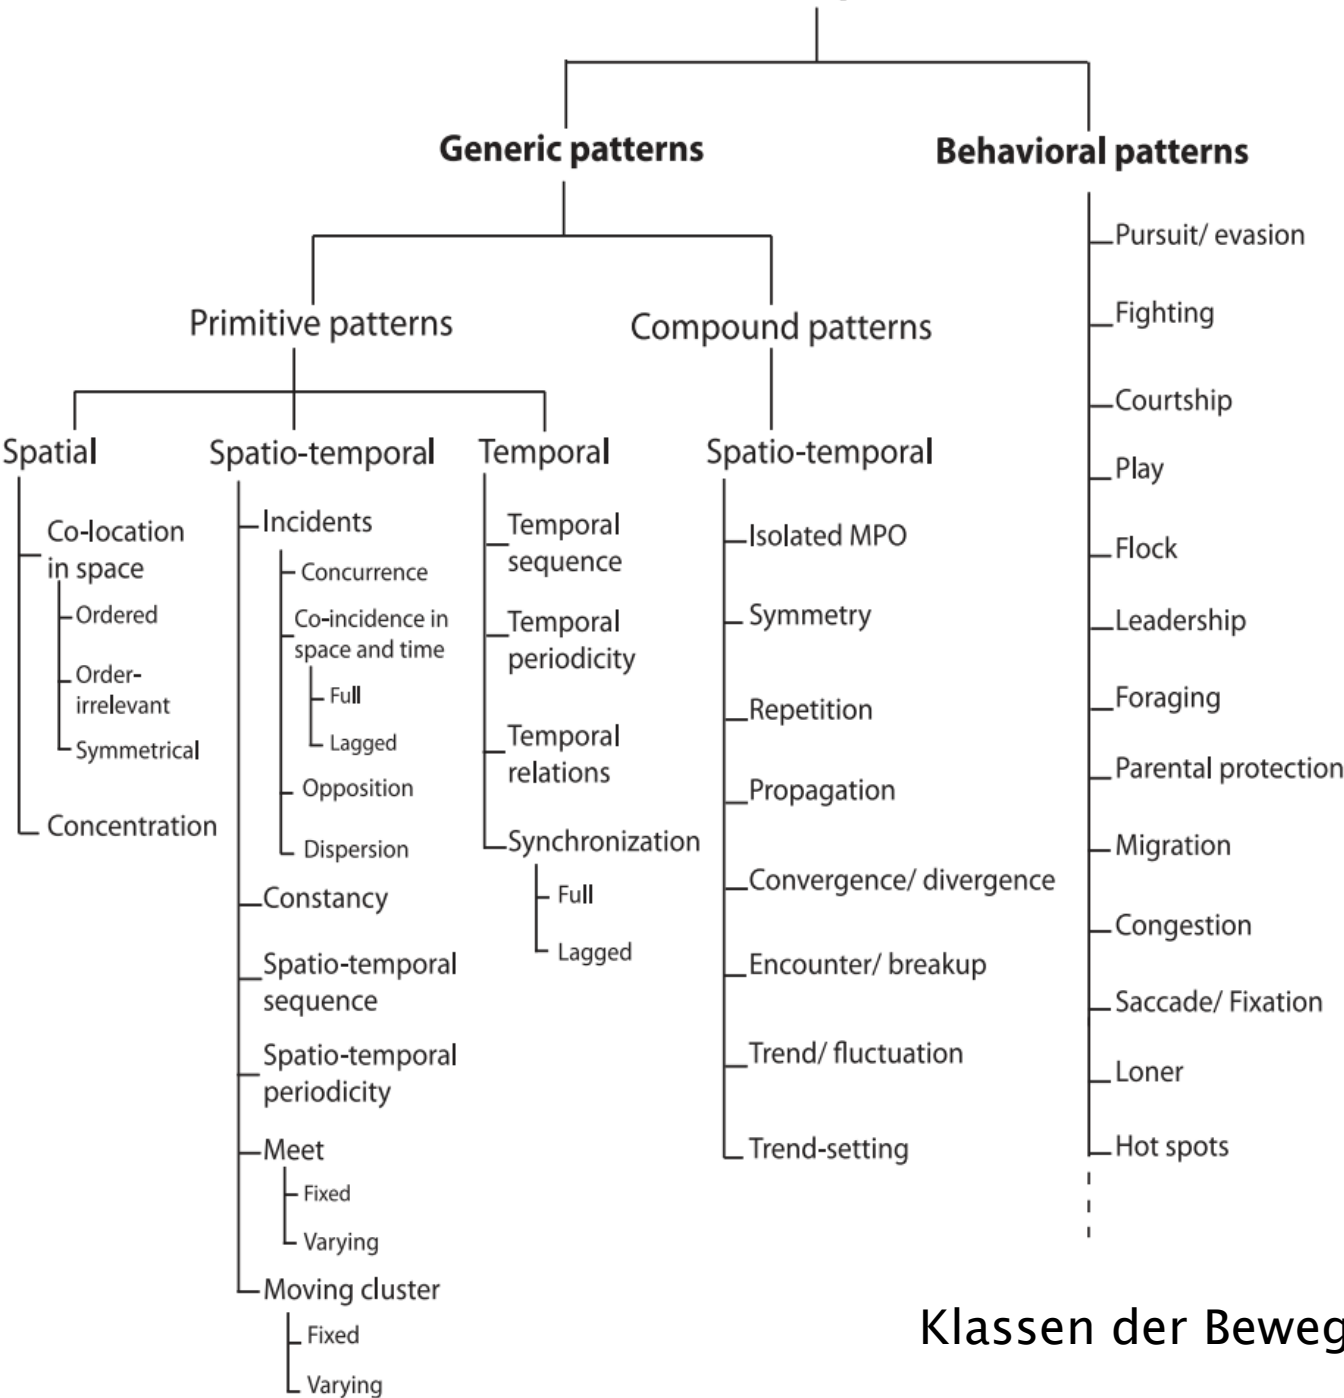 Generic patterns
Behavioral patterns
Primitive patterns
Compound patterns
Spatial
Co-location
in space
Ordered
Order-
irrelevant
Symmetrical
Concentration
Spatio-temporal
Incidents
Concurrence
Co-incidence in
space and time
Full
Lagged
Opposition
Dispersion
Constancy
Spatio-temporal
sequence
Spatio-temporal
periodicity
Meet
Fixed
Varying
Moving cluster
Fixed
Varying
Temporal
Temporal
sequence
Temporal
periodicity
Temporal
relations
Synchronization
Full
Lagged
Spatio-temporal
Isolated MPO
Symmetry
Repetition
Propagation
Convergence/ divergence
Encounter/ breakup
Trend/ fluctuation
Trend-setting
Pursuit/ evasion
Fighting
Courtship
Play
Flock
Leadership
Foraging
Parental protection
Migration
Congestion
Saccade/ Fixation
Loner
Hot spots
Klassen der Beweg